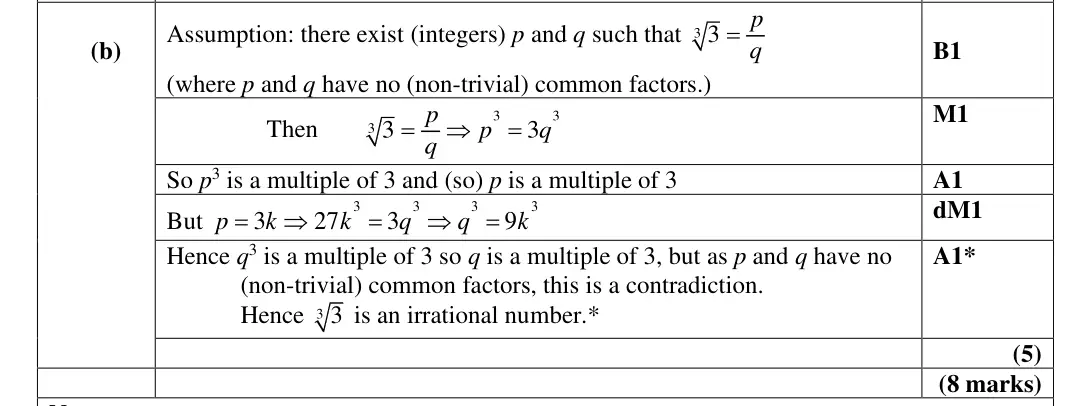 (b)
Assumption: there exist (integers) p and q such that ∛3 = p/q
B1
(where p and q have no (non-trivial) common factors.)
Then ∛3 = p/q ⇒ p³ = 3q³
M1
So p³ is a multiple of 3 and (so) p is a multiple of 3
A1
But p = 3k ⇒ 27k³ = 3q³ ⇒ q³ = 9k³
dM1
Hence q³ is a multiple of 3 so q is a multiple of 3, but as p and q have no
A1*
(non-trivial) common factors, this is a contradiction.
Hence ∛3 is an irrational number.*
(5)
(8 marks)